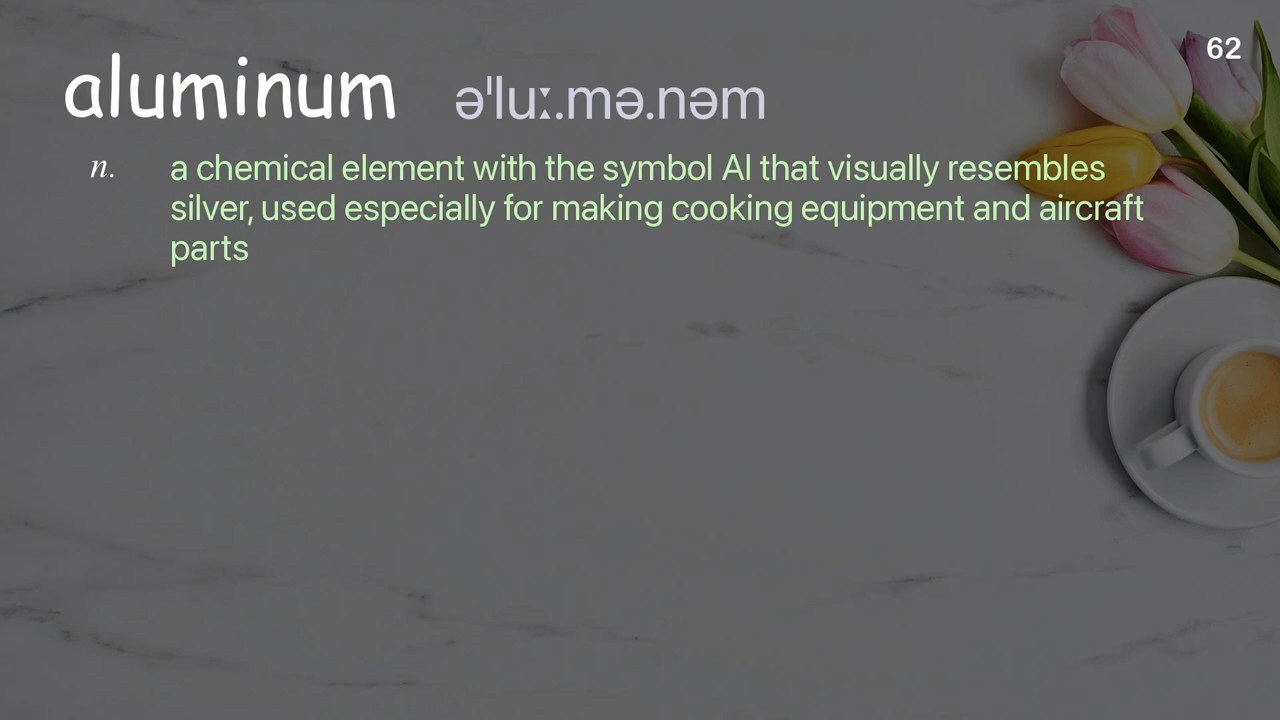 62
aluminum əˈluː.mə.nəm
n. a chemical element with the symbol Al that visually resembles
silver, used especially for making cooking equipment and aircraft
parts